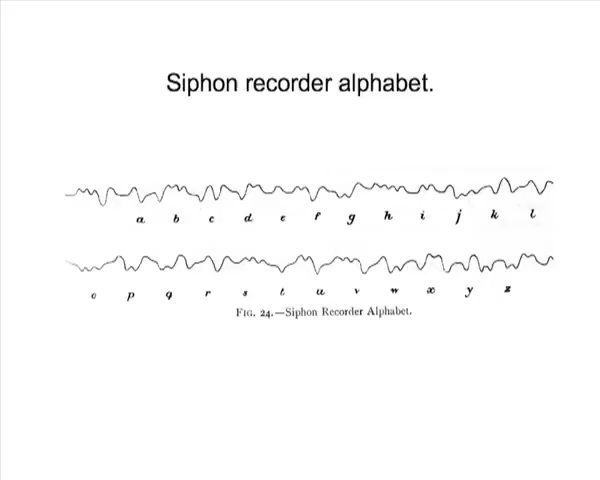 Siphon recorder alphabet.
a b c d e f g h i j k l
o p q r s t u v w x y z
FIG. 24.—Siphon Recorder Alphabet.